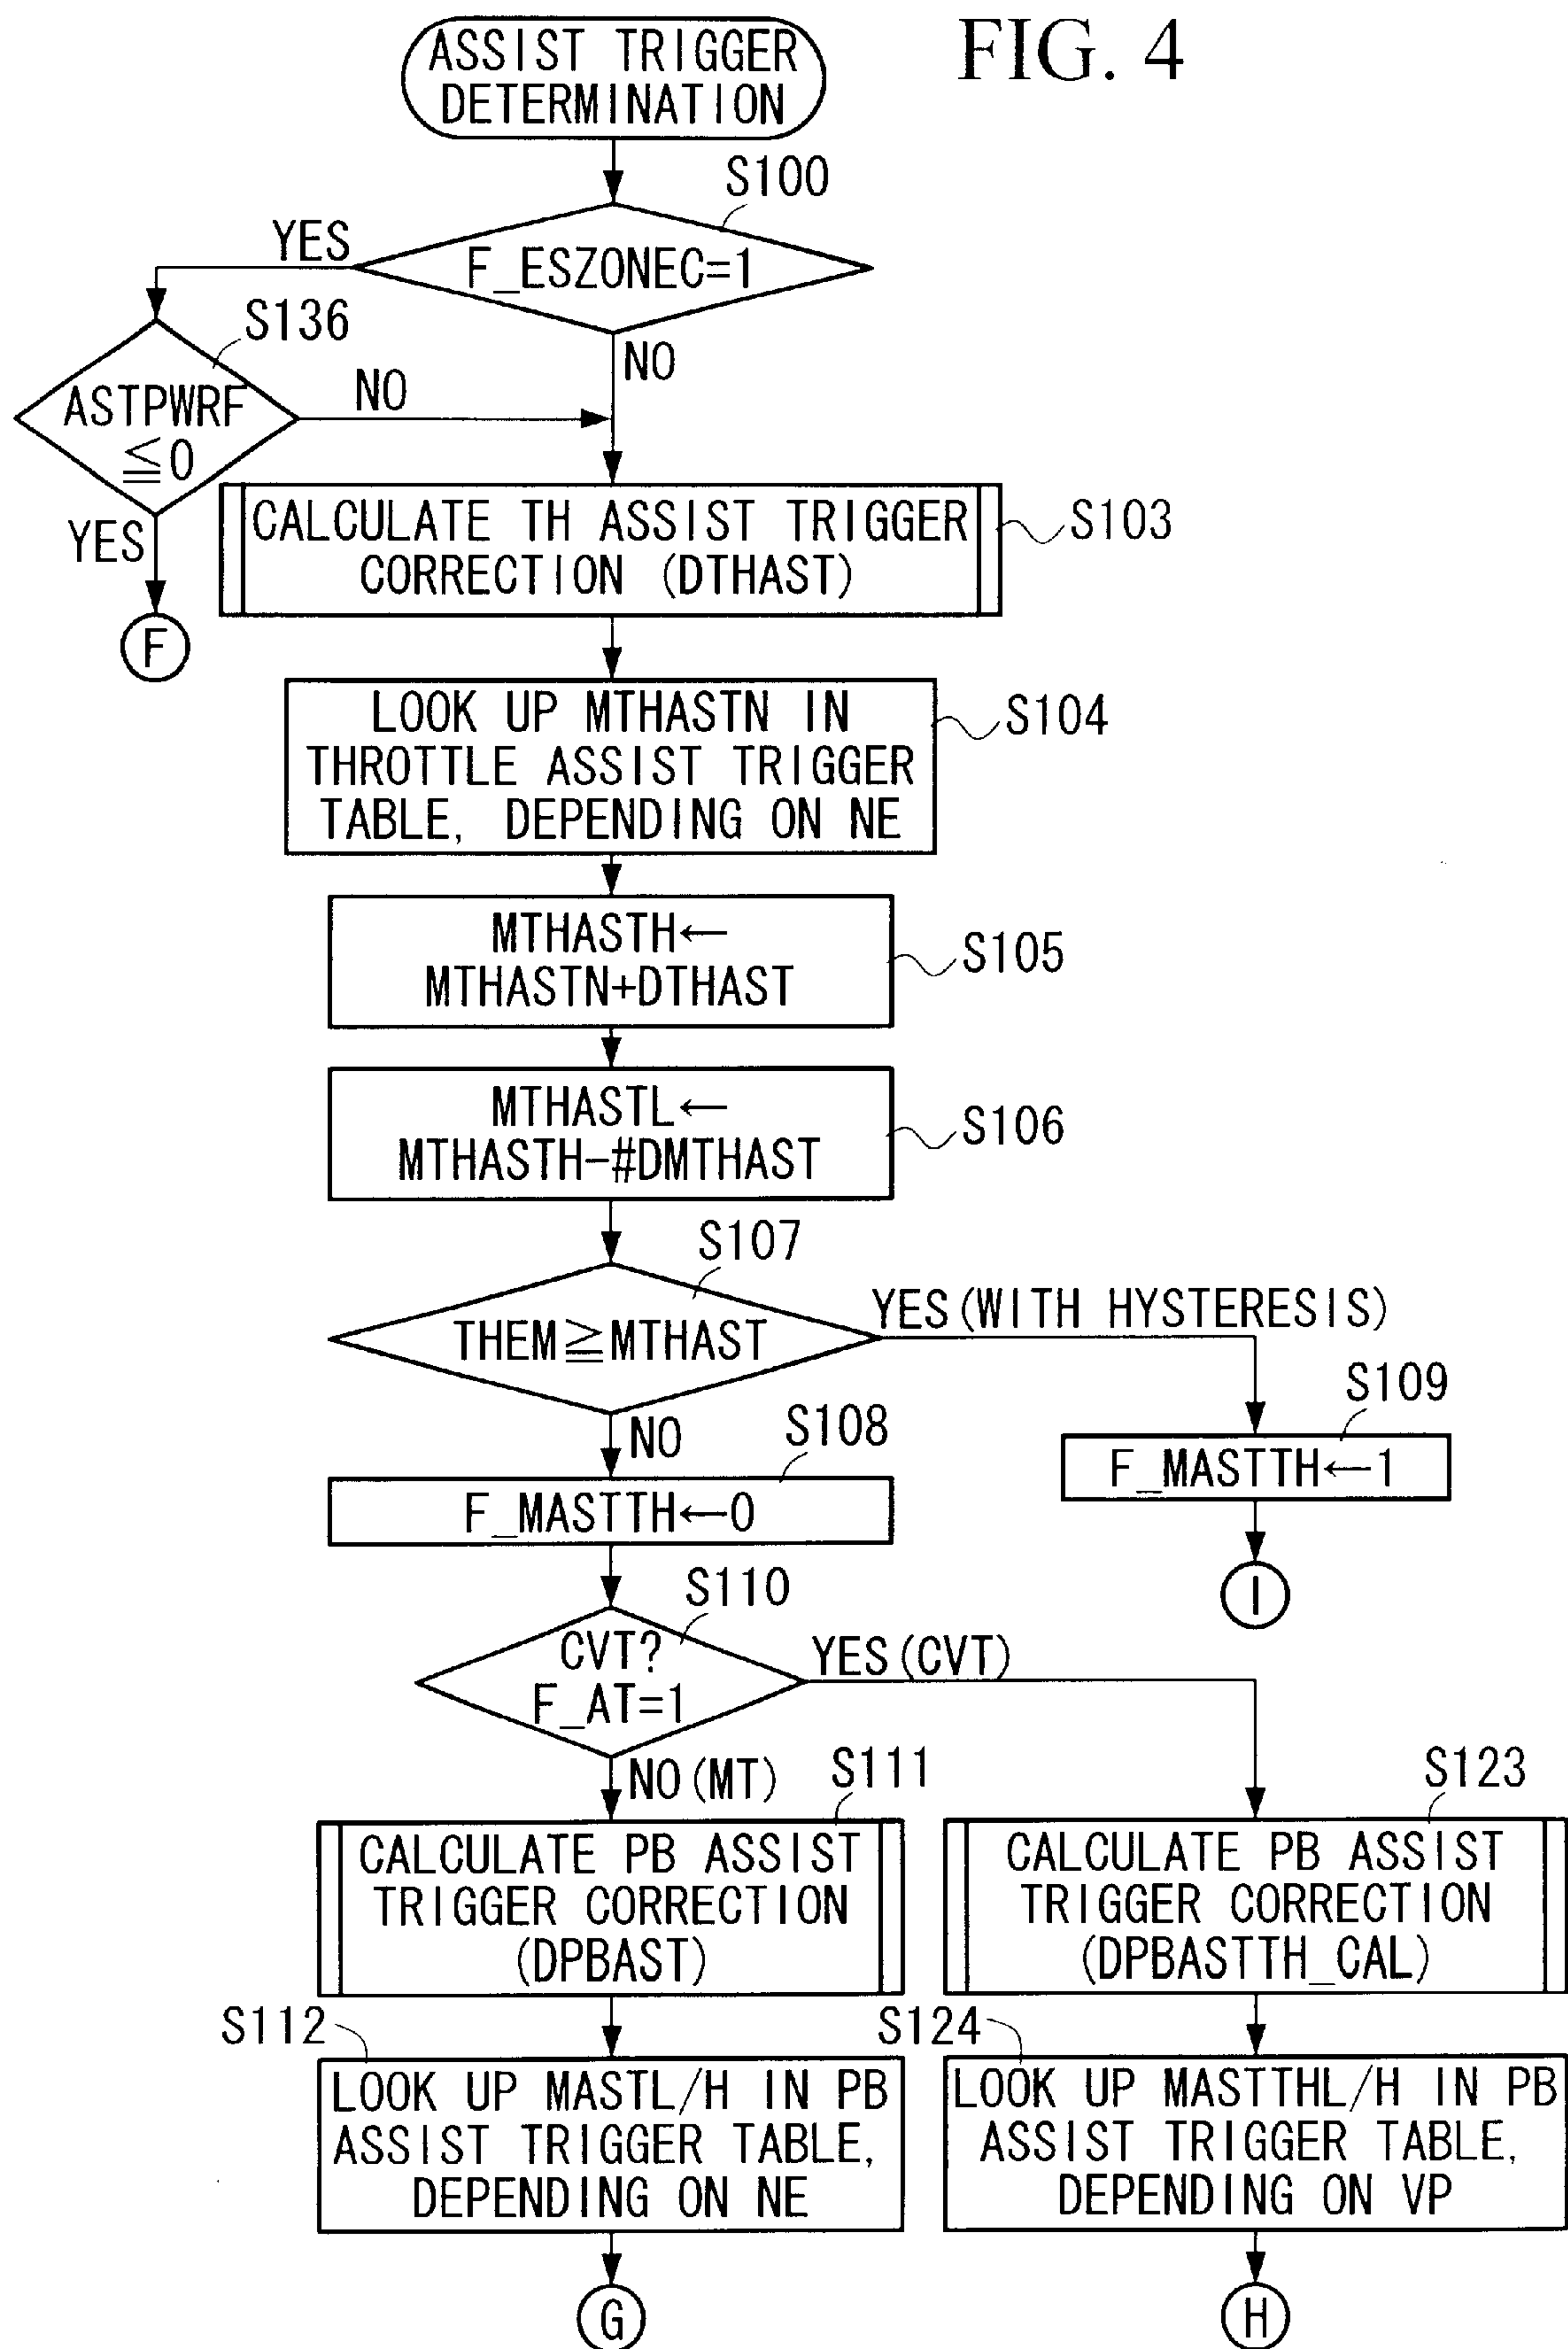 FIG. 4
ASSIST TRIGGER
DETERMINATION
S100
YES
F_ESZONEC=1
S136
NO
ASTPWRF
≦0
NO
YES
F
CALCULATE TH ASSIST TRIGGER
CORRECTION (DTHAST)
S103
LOOK UP MTHASTN IN
THROTTLE ASSIST TRIGGER
TABLE, DEPENDING ON NE
S104
MTHASTH←
MTHASTN+DTHAST
S105
MTHASTL←
MTHASTH-#DMTHAST
S106
S107
THEM≧MTHAST
YES(WITH HYSTERESIS)
NO
S108
F_MASTTH←0
S109
F_MASTTH←1
I
S110
CVT?
F_AT=1
YES(CVT)
NO(MT)
S111
CALCULATE PB ASSIST
TRIGGER CORRECTION
(DPBAST)
S123
CALCULATE PB ASSIST
TRIGGER CORRECTION
(DPBASTTH_CAL)
S112
LOOK UP MASTL/H IN PB
ASSIST TRIGGER TABLE,
DEPENDING ON NE
S124
LOOK UP MASTTHL/H IN PB
ASSIST TRIGGER TABLE,
DEPENDING ON VP
G
H